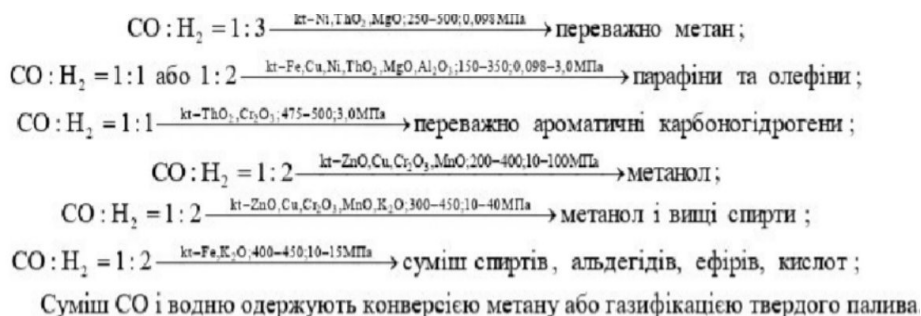 CO : H₂ = 1 : 3 kt–Ni, ThO₂, MgO; 250–500; 0,098МПа → переважно метан ;
CO : H₂ = 1 : 1 або 1 : 2 kt–Fe, Cu, Ni, ThO₂, MgO, Al₂O₃; 150–350; 0,098–3,0МПа → парафіни та олефіни ;
CO : H₂ = 1 : 1 kt–ThO₂, Cr₂O₃; 475–500; 3,0МПа → переважно ароматичні карбоногідрогени ;
CO : H₂ = 1 : 2 kt–ZnO, Cu, Cr₂O₃, MnO; 200–400; 10–100МПа → метанол ;
CO : H₂ = 1 : 2 kt–ZnO, Cu, Cr₂O₃, MnO, K₂O; 300–450; 10–40МПа → метанол і вищі спирти ;
CO : H₂ = 1 : 2 kt–Fe, K₂O; 400–450; 10–15МПа → суміш спиртів, альдегідів, ефірів, кислот ;
Суміш СО і водню одержують конверсією метану або газифікацією твердого палива